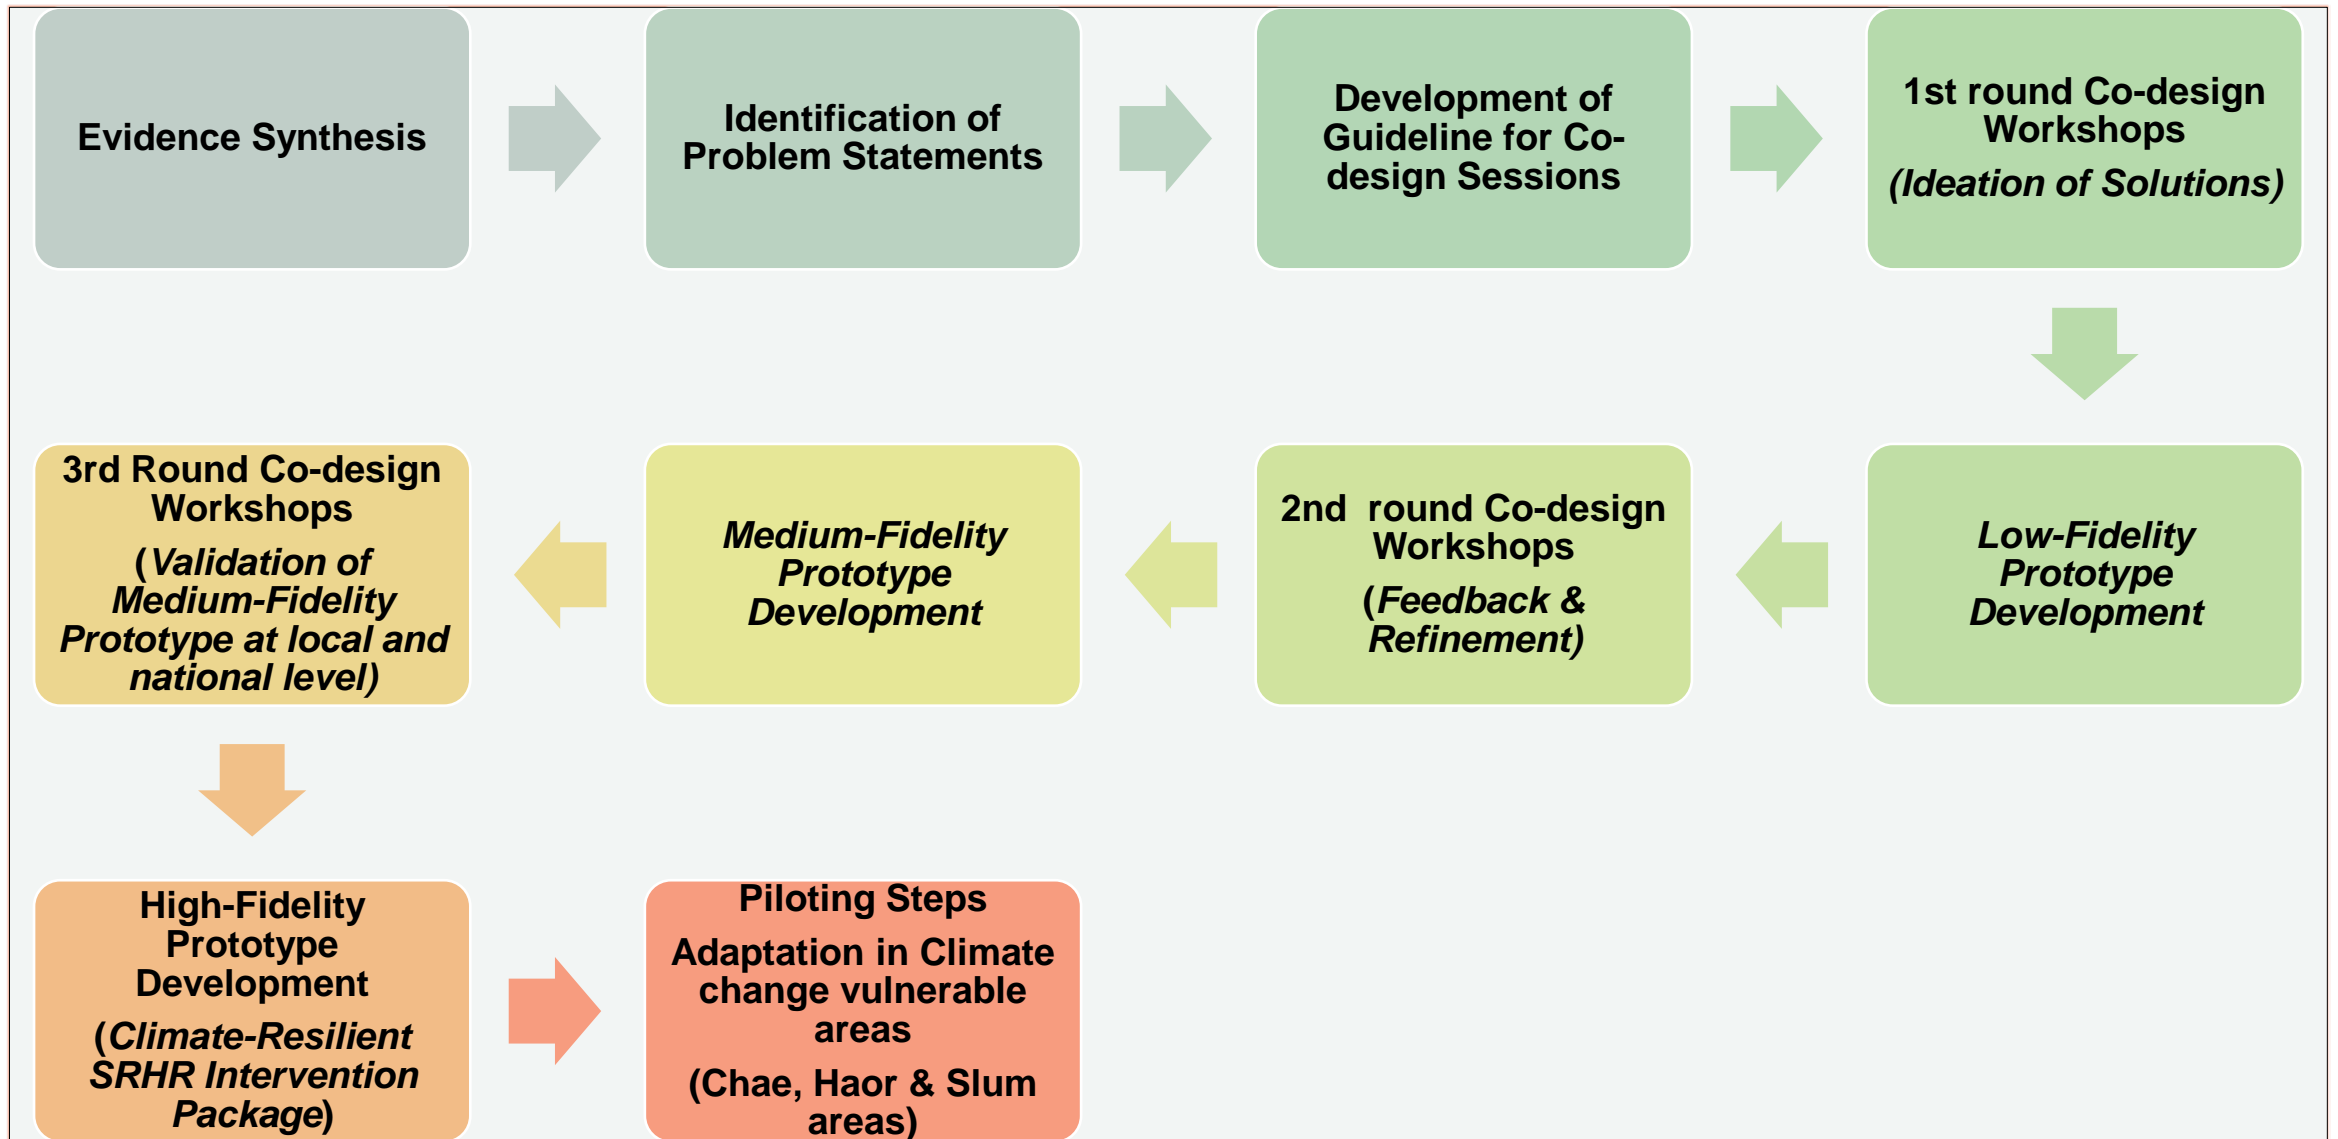 Evidence Synthesis
Identification of
Problem Statements
Development of
Guideline for Co-
design Sessions
1st round Co-design
Workshops
(Ideation of Solutions)
Low-Fidelity
Prototype
Development
2nd  round Co-design
Workshops
(Feedback &
Refinement)
Medium-Fidelity
Prototype
Development
3rd Round Co-design
Workshops
(Validation of
Medium-Fidelity
Prototype at local and
national level)
High-Fidelity
Prototype
Development
(Climate-Resilient
SRHR Intervention
Package)
Piloting Steps
Adaptation in Climate
change vulnerable
areas
(Chae, Haor & Slum
areas)